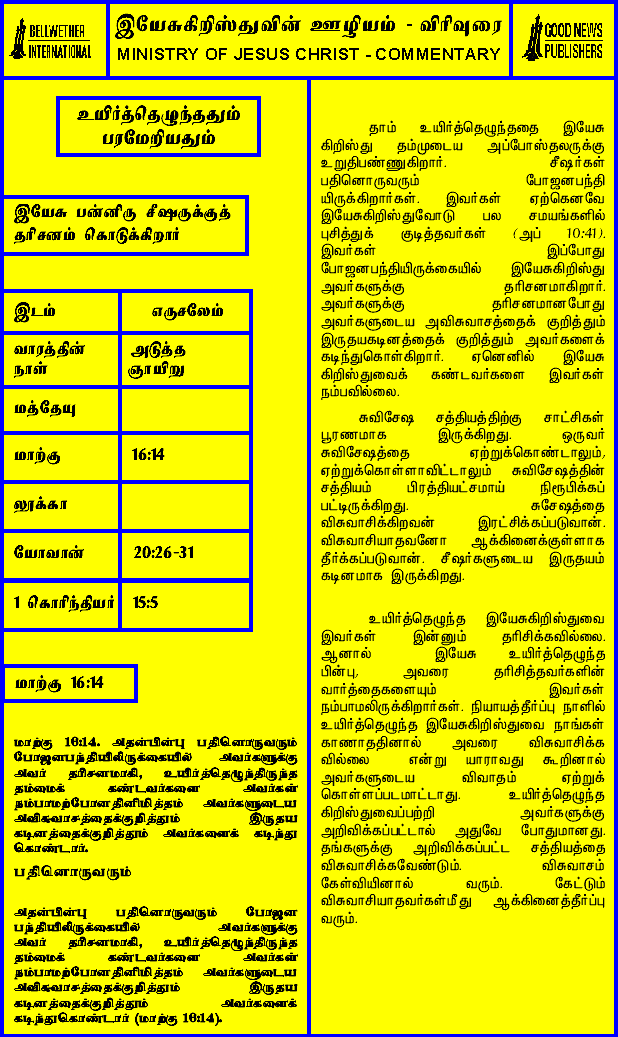 BELLWETHER
INTERNATIONAL
இயேசுகிறிஸ்துவின் ஊழியம் - விரிவுரை
MINISTRY OF JESUS CHRIST - COMMENTARY
GOOD NEWS
PUBLISHERS
உயிர்த்தெழுந்ததும்
பரமேறியதும்
இயேசு பன்னிரு சீஷருக்குத்
தரிசனம் கொடுக்கிறார்
இடம் எருசலேம்
வாரத்தின் அடுத்த
நாள் ஞாயிறு
மத்தேயு
மாற்கு 16:14
லூக்கா
யோவான் 20:26-31
1 கொரிந்தியர் 15:5
மாற்கு 16:14
மாற்கு 16:14. அதன்பின்பு பதினொருவரும்
போஜனபந்தியிலிருக்கையில் அவர்களுக்கு
அவர் தரிசனமாகி, உயிர்த்தெழுந்திருந்த
தம்மைக் கண்டவர்களை அவர்கள்
நம்பாமற்போனதினிமித்தம் அவர்களுடைய
அவிசுவாசத்தைக்குறித்தும் இருதய
கடினத்தைக்குறித்தும் அவர்களைக் கடிந்து
கொண்டார்.
பதினொருவரும்
அதன்பின்பு பதினொருவரும் போஜன
பந்தியிலிருக்கையில் அவர்களுக்கு
அவர் தரிசனமாகி, உயிர்த்தெழுந்திருந்த
தம்மைக் கண்டவர்களை அவர்கள்
நம்பாமற்போனதினிமித்தம் அவர்களுடைய
அவிசுவாசத்தைக்குறித்தும் இருதய
கடினத்தைக்குறித்தும் அவர்களைக்
கடிந்துகொண்டார் (மாற்கு 16:14).
தாம் உயிர்த்தெழுந்ததை இயேசு
கிறிஸ்து தம்முடைய அப்போஸ்தலருக்கு
உறுதிபண்ணுகிறார். சீஷர்கள்
பதினொருவரும் போஜனபந்தி
யிருக்கிறார்கள். இவர்கள் ஏற்கெனவே
இயேசுகிறிஸ்துவோடு பல சமயங்களில்
புசித்துக் குடித்தவர்கள் (அப் 10:41).
இவர்கள் இப்போது
போஜனபந்தியிருக்கையில் இயேசுகிறிஸ்து
அவர்களுக்கு தரிசனமாகிறார்.
அவர்களுக்கு தரிசனமானபோது
அவர்களுடைய அவிசுவாசத்தைக் குறித்தும்
இருதயகடினத்தைக் குறித்தும் அவர்களைக்
கடிந்துகொள்கிறார். ஏனெனில் இயேசு
கிறிஸ்துவைக் கண்டவர்களை இவர்கள்
நம்பவில்லை.
சுவிசேஷ சத்தியத்திற்கு சாட்சிகள்
பூரணமாக இருக்கிறது. ஒருவர்
சுவிசேஷத்தை ஏற்றுக்கொண்டாலும்,
ஏற்றுக்கொள்ளாவிட்டாலும் சுவிசேஷத்தின்
சத்தியம் பிரத்தியட்சமாய் நிரூபிக்கப்
பட்டிருக்கிறது. சுசேஷத்தை
விசுவாசிக்கிறவன் இரட்சிக்கப்படுவான்.
விசுவாசியாதவனோ ஆக்கினைக்குள்ளாக
தீர்க்கப்படுவான். சீஷர்களுடைய இருதயம்
கடினமாக இருக்கிறது.
உயிர்த்தெழுந்த இயேசுகிறிஸ்துவை
இவர்கள் இன்னும் தரிசிக்கவில்லை.
ஆனால் இயேசு உயிர்த்தெழுந்த
பின்பு, அவரை தரிசித்தவர்களின்
வார்த்தைகளையும் இவர்கள்
நம்பாமலிருக்கிறார்கள். நியாயத்தீர்ப்பு நாளில்
உயிர்த்தெழுந்த இயேசுகிறிஸ்துவை நாங்கள்
காணாததினால் அவரை விசுவாசிக்க
வில்லை என்று யாராவது கூறினால்
அவர்களுடைய விவாதம் ஏற்றுக்
கொள்ளப்படமாட்டாது. உயிர்த்தெழுந்த
கிறிஸ்துவைப்பற்றி அவர்களுக்கு
அறிவிக்கப்பட்டால் அதுவே போதுமானது.
தங்களுக்கு அறிவிக்கப்பட்ட சத்தியத்தை
விசுவாசிக்கவேண்டும். விசுவாசம்
கேள்வியினால் வரும். கேட்டும்
விசுவாசியாதவர்கள்மீது ஆக்கினைத்தீர்ப்பு
வரும்.